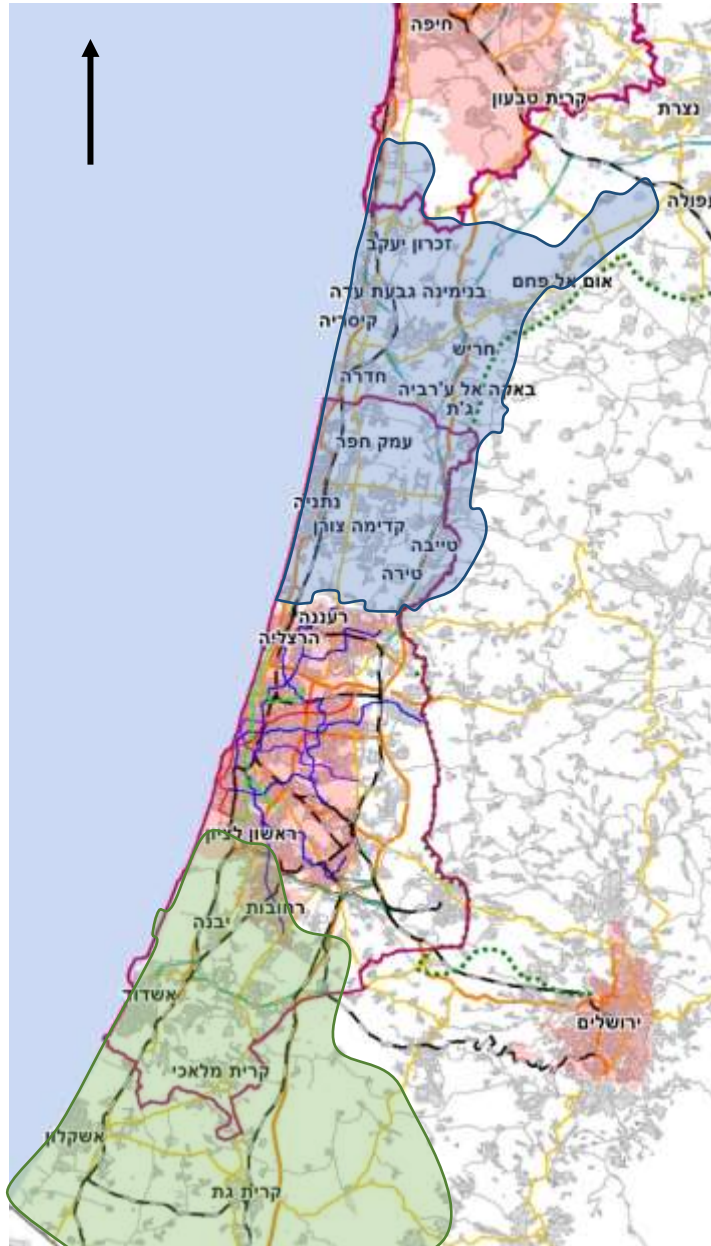 חיפה
קרית טבעון
נצרת
עפולה
זכרון יעקב
אום אל פחם
בנימינה גבעת עדה
קיסריה
חריש
חדרה
באקה אל ע'רביה
ג'ת
עמק חפר
נתניה
קדימה צורן
טייבה
טירה
רעננה
הרצליה
ראשון לציון
רחובות
יבנה
אשדוד
ירושלים
קרית מלאכי
אשקלון
קרית גת